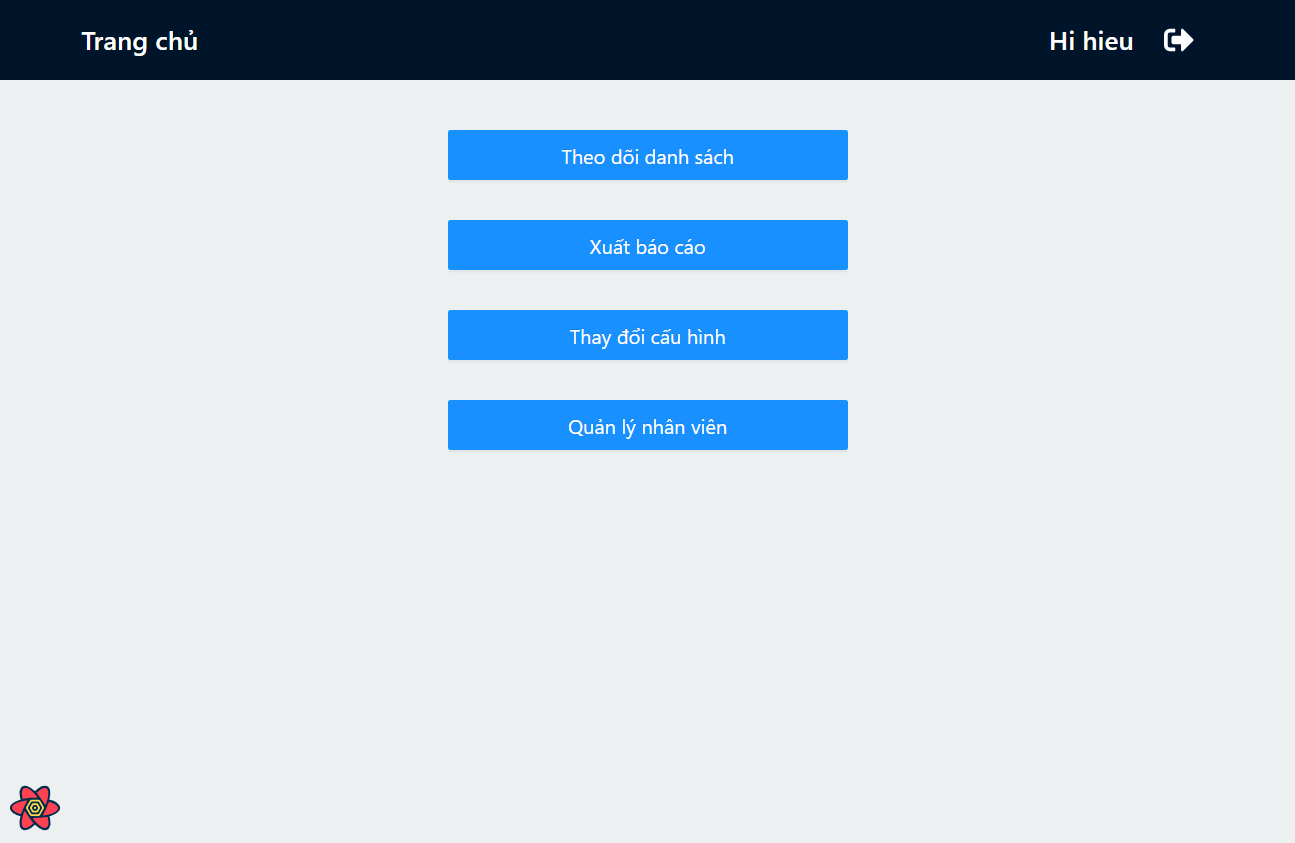 Trang chủ
Hi hieu
Theo dõi danh sách
Xuất báo cáo
Thay đổi cấu hình
Quản lý nhân viên